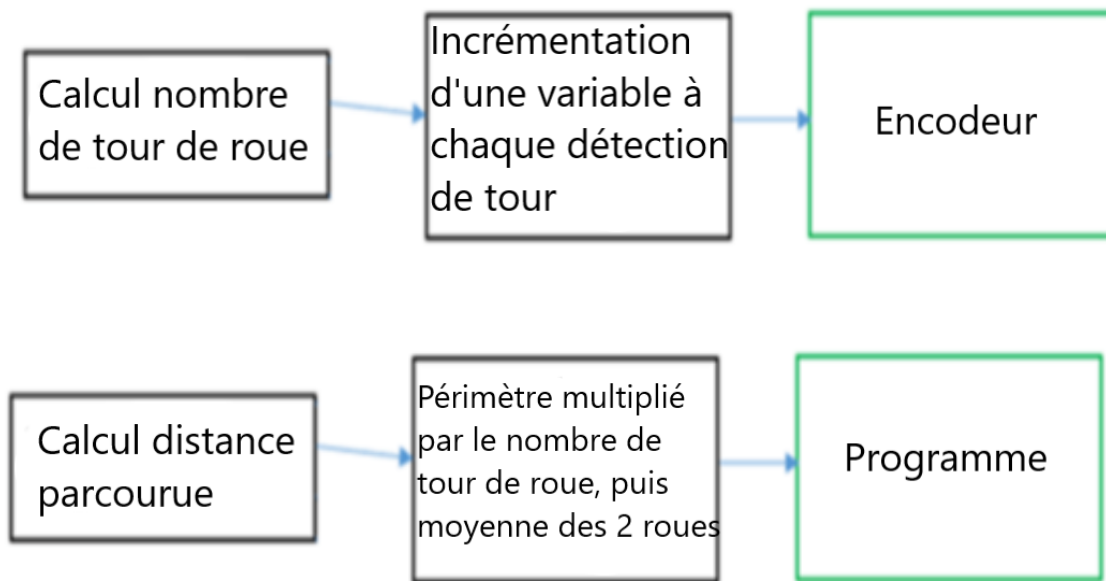 Calcul nombre
de tour de roue
Incrémentation
d'une variable à
chaque détection
de tour
Encodeur
Calcul distance
parcourue
Périmètre multiplié
par le nombre de
tour de roue, puis
moyenne des 2 roues
Programme